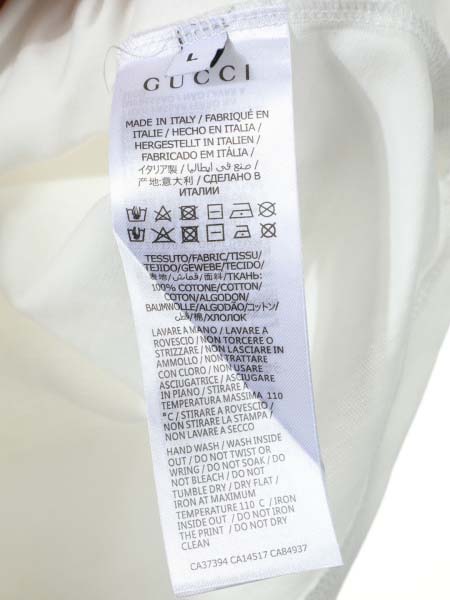 L
GUCCI
MADE IN ITALY / FABRIQUÉ EN
ITALIE / HECHO EN ITALIA /
HERGESTELLT IN ITALIEN /
FABRICADO EM ITÁLIA /
イタリア製 / صنع في ايطاليا /
产地:意大利 / СДЕЛАНО В
ИТАЛИИ
TESSUTO/FABRIC/TISSU/
TEJIDO/GEWEBE/TECIDO/
表地/قماش/面料/ТКАНЬ:
100% COTONE/COTTON/
COTON/ALGODON/
BAUMWOLLE/ALGODÃO/コットン/
قطن/棉/ХЛОПОК
LAVARE A MANO / LAVARE A
ROVESCIO / NON TORCERE O
STRIZZARE / NON LASCIARE IN
AMMOLLO / NON TRATTARE
CON CLORO / NON USARE
ASCIUGATRICE / ASCIUGARE
IN PIANO / STIRARE A
TEMPERATURA MASSIMA 110
°C / STIRARE A ROVESCIO /
NON STIRARE LA STAMPA /
NON LAVARE A SECCO
HAND WASH / WASH INSIDE
OUT / DO NOT TWIST OR
WRING / DO NOT SOAK / DO
NOT BLEACH / DO NOT
TUMBLE DRY / DRY FLAT /
IRON AT MAXIMUM
TEMPERATURE 110 C / IRON
INSIDE OUT / DO NOT IRON
THE PRINT / DO NOT DRY
CLEAN
CA37394 CA14517 CA84937